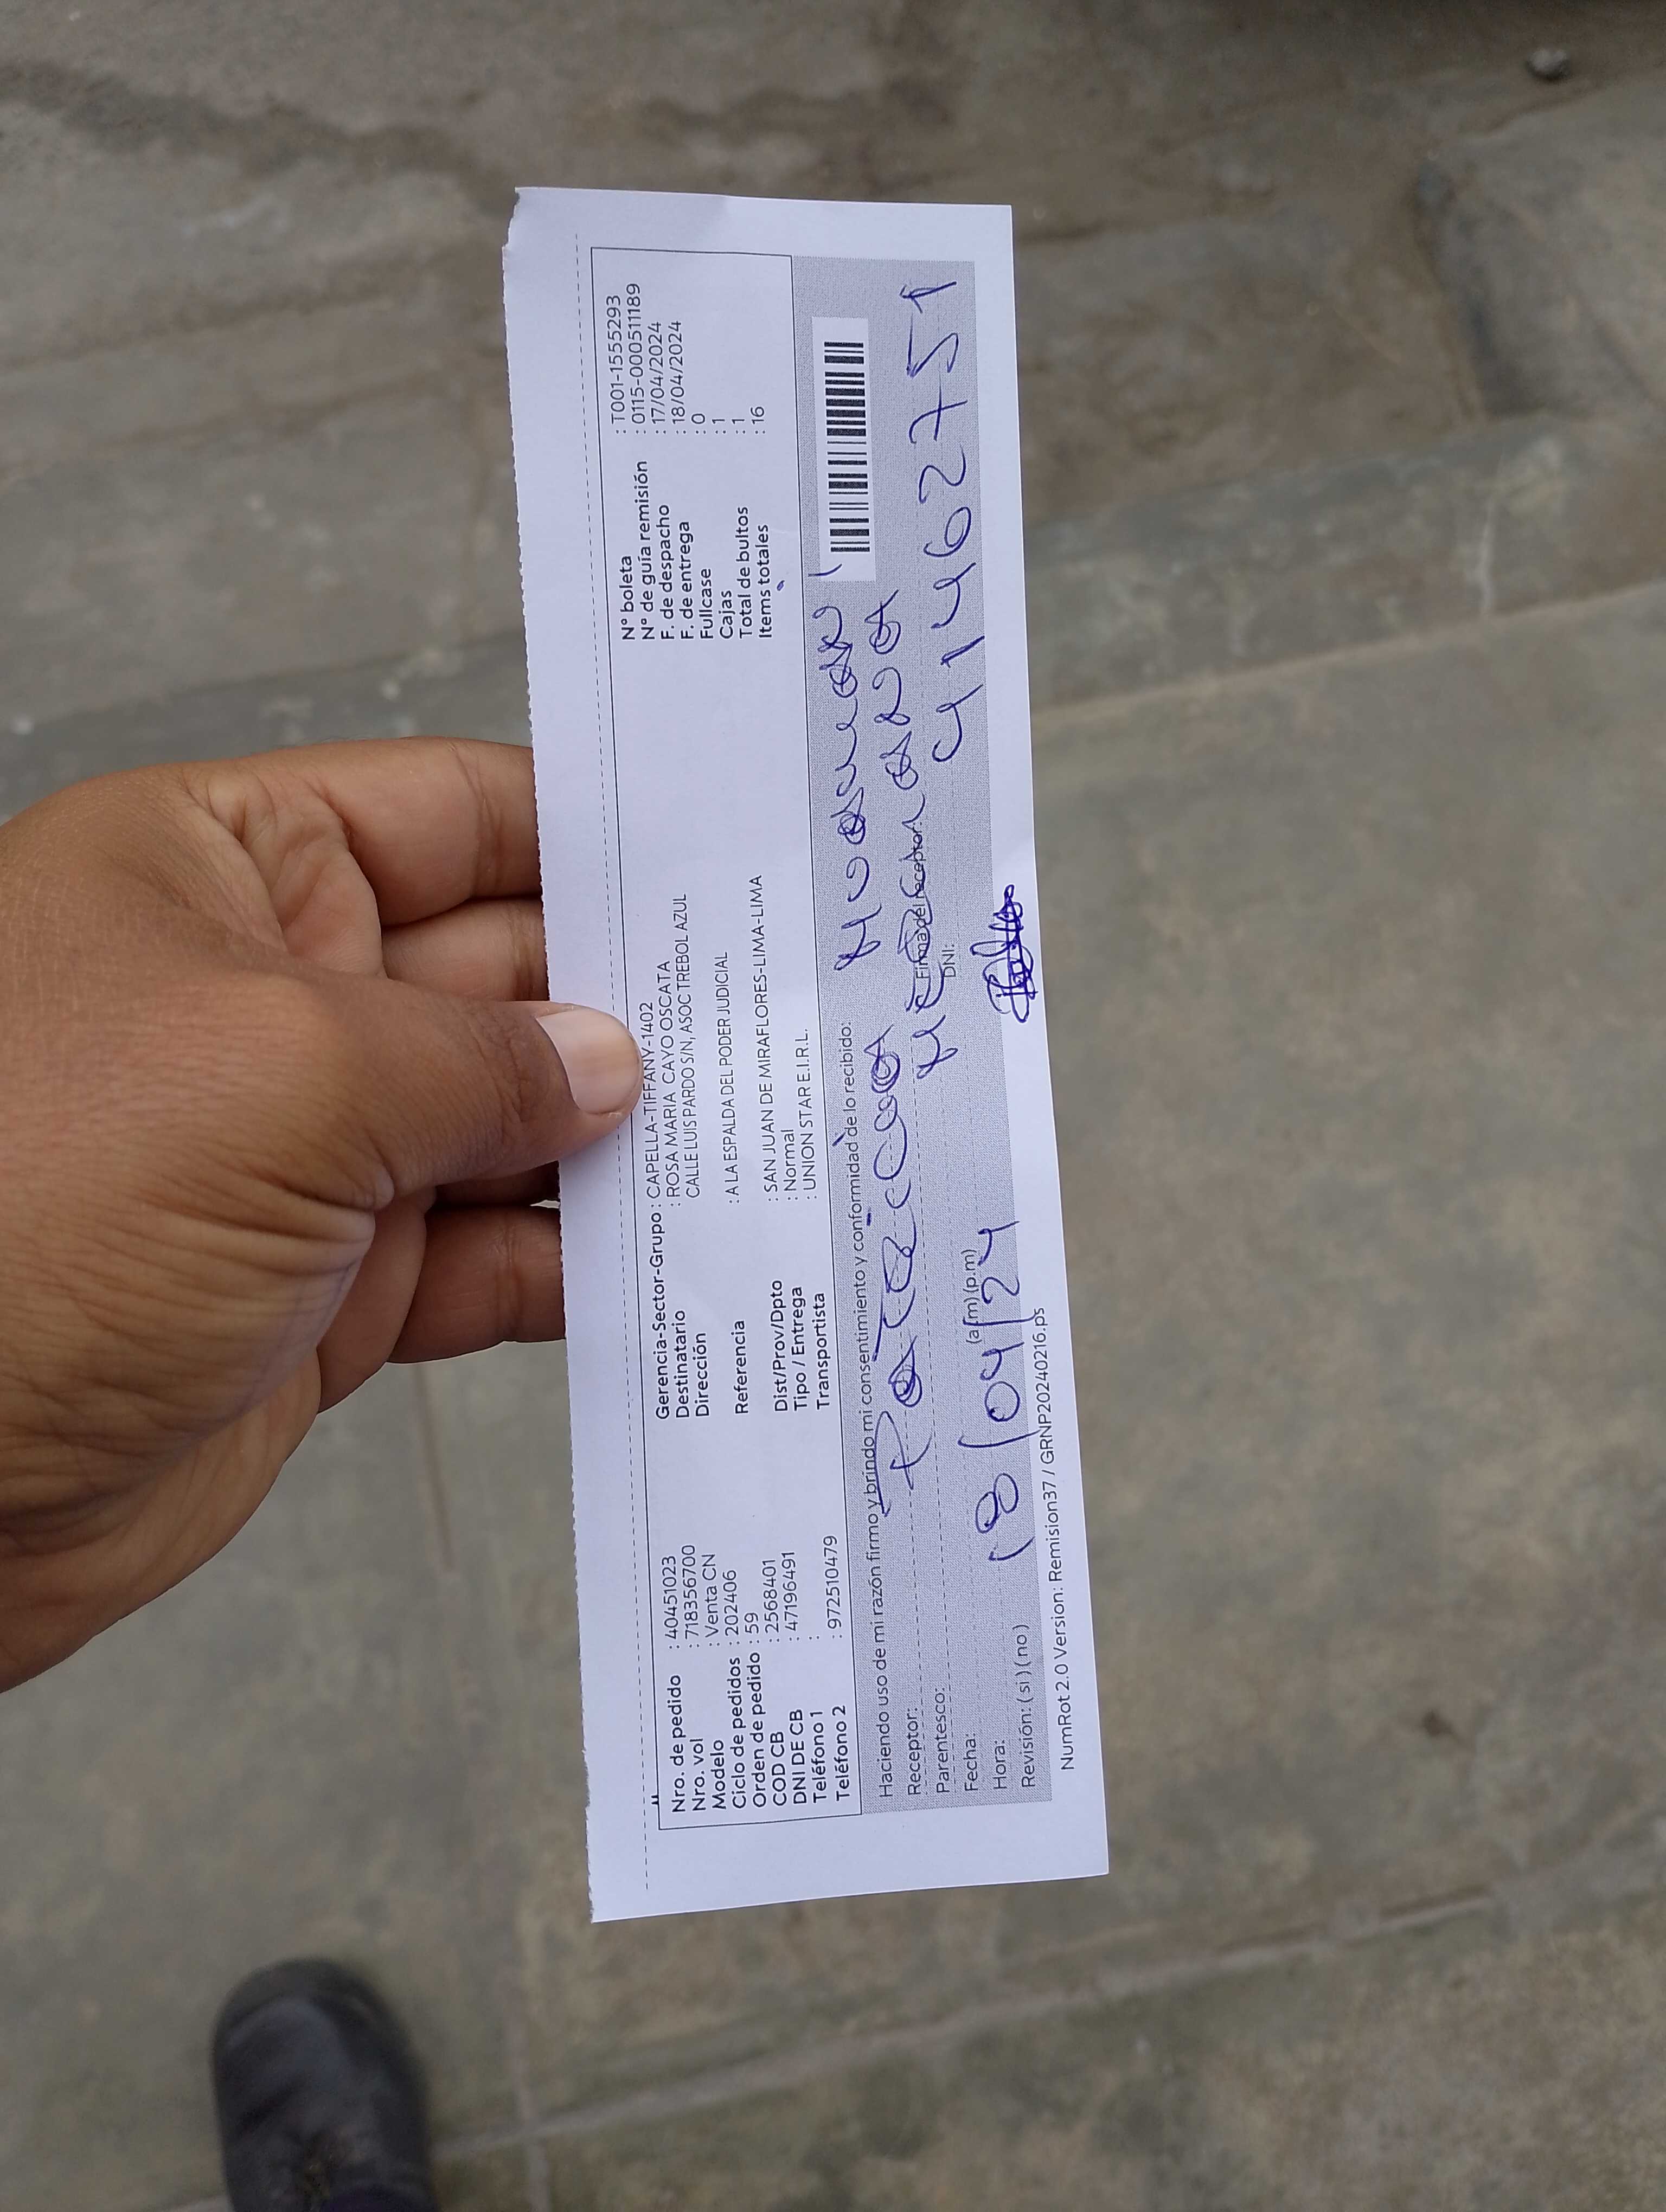 Nro. de pedido : 40451023
Nro. vol : 718356700
Modelo : Venta CN
Ciclo de pedidos : 202406
Orden de pedido : 59
COD CB : 2568401
DNI DE CB : 47196491
Teléfono 1 :
Teléfono 2 : 972510479
Gerencia-Sector-Grupo : CAPELLA-TIFFANY-1402
Destinatario : ROSA MARIA CAYO OSCATA
Dirección CALLE LUIS PARDO S/N, ASOC TREBOL AZUL
Referencia : A LA ESPALDA DEL PODER JUDICIAL
Dist/Prov/Dpto : SAN JUAN DE MIRAFLORES-LIMA-LIMA
Tipo / Entrega : Normal
Transportista : UNION STAR E.I.R.L.
N° boleta : T001-1555293
N° de guía remisión : 0115-000511189
F. de despacho : 17/04/2024
F. de entrega : 18/04/2024
Fullcase : 0
Cajas : 1
Total de bultos : 1
Items totales : 16
Haciendo uso de mi razón firmo y brindo mi consentimiento y conformidad de lo recibido:
Receptor:
Parentesco:
Firma del receptor:
DNI: 41462751
Fecha: 18/04/24
Hora: (a.m) (p.m)
Revisión: ( si ) ( no )
NumRot 2.0 Version: Remision37 / GRNP20240216.ps